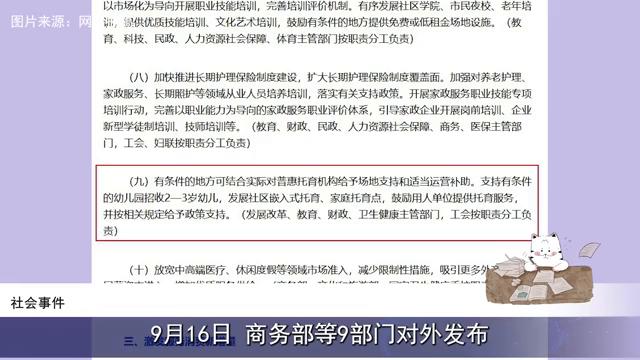 图片来源：网
以市场化为导向开展职业技能培训，完善培训评价机制。有序发展社区学院、市民夜校、老年培
训，提供优质技能培训、文化艺术培训，鼓励有条件的地方提供免费或低租金场地设施。（教
育、科技、民政、人力资源社会保障、体育主管部门按职责分工负责）
（八）加快推进长期护理保险制度建设，扩大长期护理保险制度覆盖面。加强对养老护理、
家政服务、长期照护等领域从业人员培养培训，落实有关支持政策。开展家政服务职业技能专项
培训行动，完善以职业能力为导向的家政服务职业评价体系，引导家政企业开展岗前培训、企业
新型学徒制培训、技师培训等。（教育、财政、民政、人力资源社会保障、商务、医保主管部
门，工会、妇联按职责分工负责）
（九）有条件的地方可结合实际对普惠托育机构给予场地支持和适当运营补助。支持有条件
的幼儿园招收2—3岁幼儿，发展社区嵌入式托育、家庭托育点，鼓励用人单位提供托育服务，
并按相关规定给予政策支持。（发展改革、教育、财政、卫生健康主管部门，工会按职责分工负
责）
（十）放宽中高端医疗、休闲度假等领域市场准入，减少限制性措施，吸引更多外
社会事件
9月16日 商务部等9部门对外发布